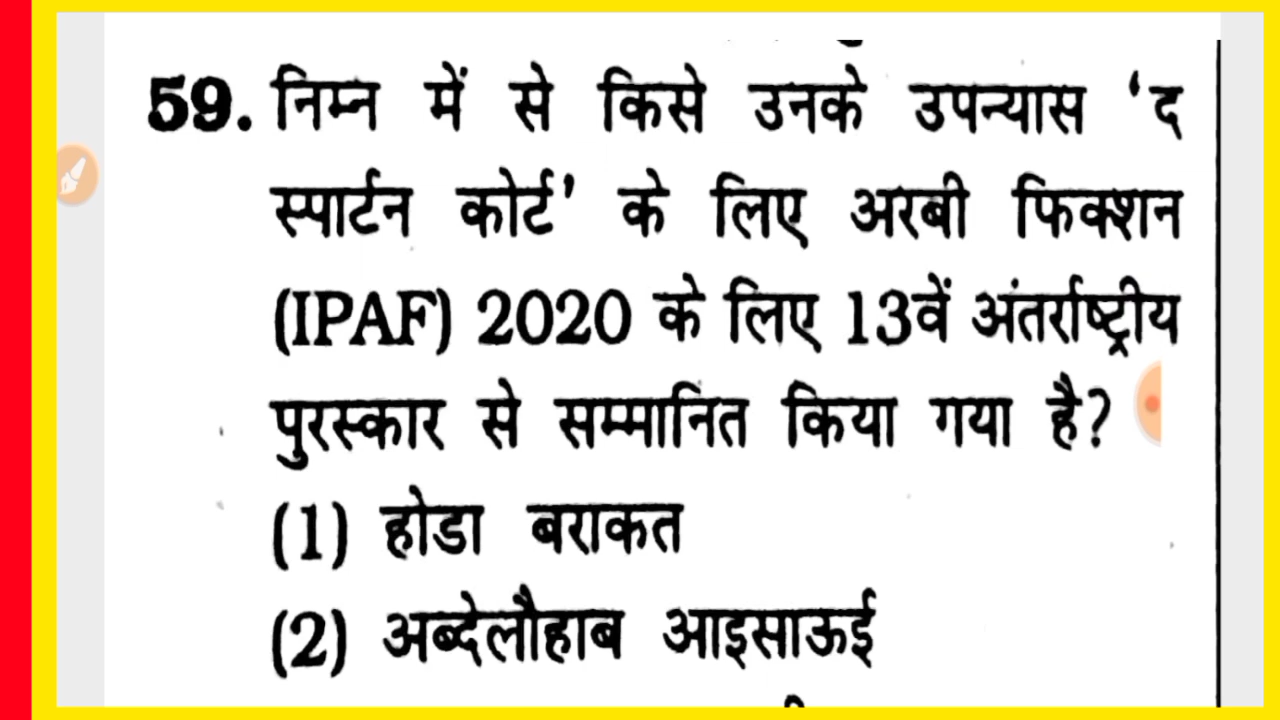 59. निम्न में से किसे उनके उपन्यास ‘द
स्पार्टन कोर्ट’ के लिए अरबी फिक्शन
(IPAF) 2020 के लिए 13वें अंतर्राष्ट्रीय
पुरस्कार से सम्मानित किया गया है?
(1) होडा बराकत
(2) अब्देलौहाब आइसाऊई